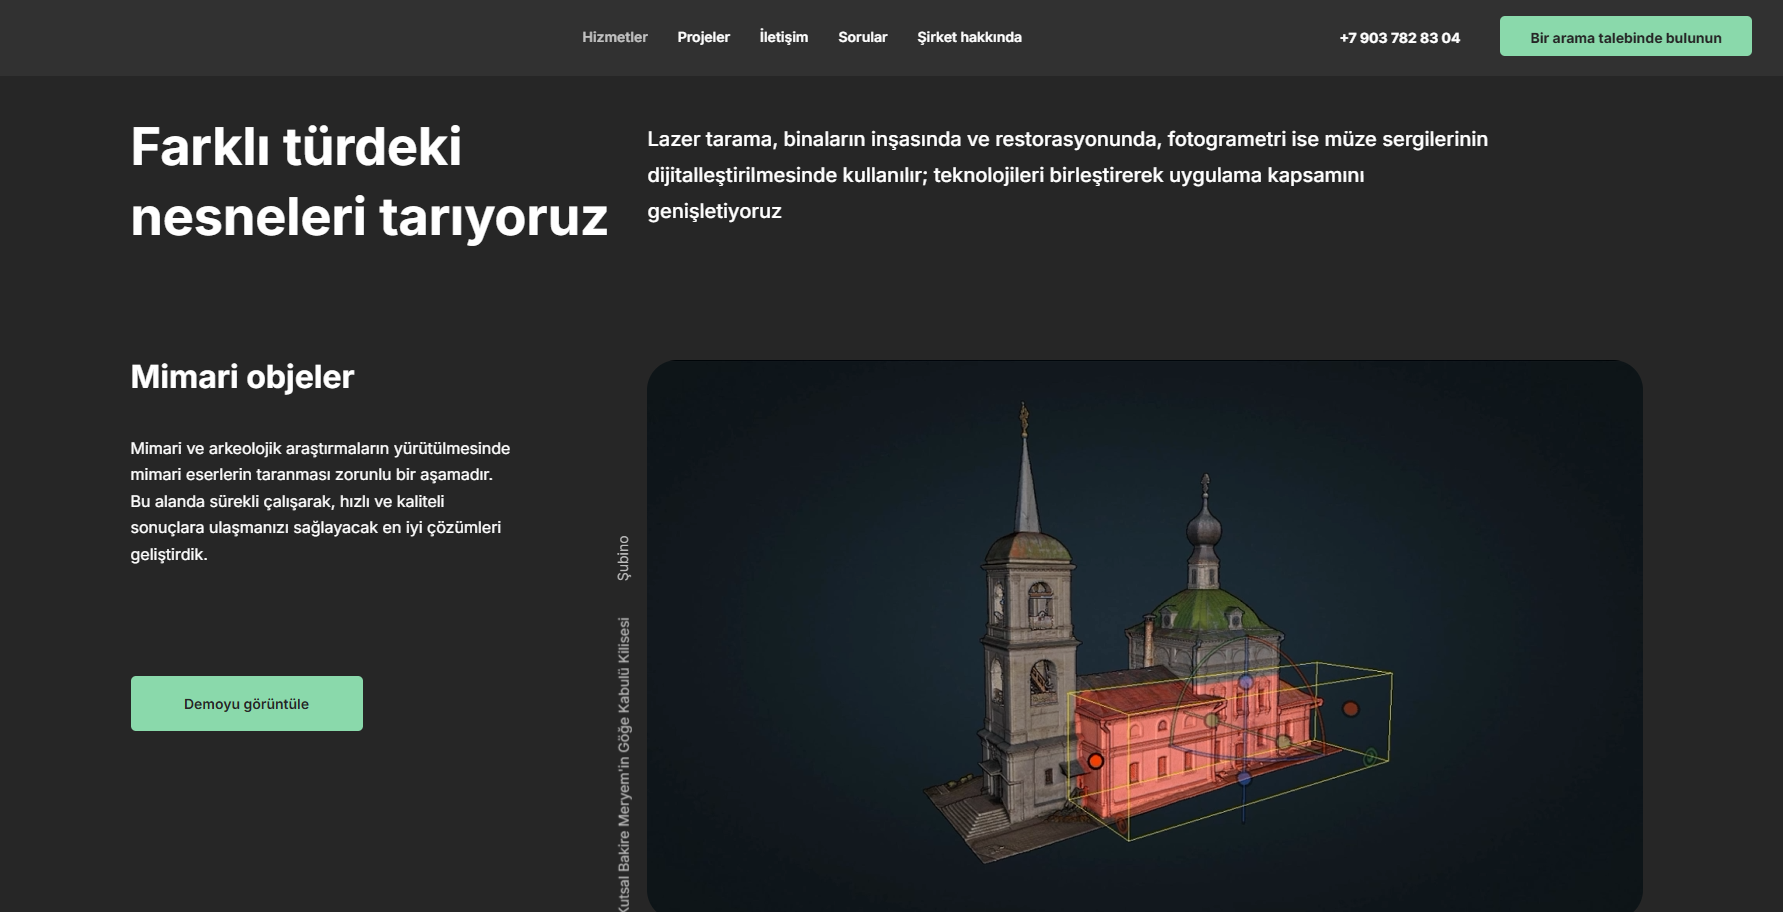 Hizmetler
Projeler
İletişim
Sorular
Şirket hakkında
+7 903 782 83 04
Bir arama talebinde bulunun
Farklı türdeki
nesneleri tarıyoruz
Lazer tarama, binaların inşasında ve restorasyonunda, fotogrametri ise müze sergilerinin
dijitalleştirilmesinde kullanılır; teknolojileri birleştirerek uygulama kapsamını
genişletiyoruz
Mimari objeler
Mimari ve arkeolojik araştırmaların yürütülmesinde
mimari eserlerin taranması zorunlu bir aşamadır.
Bu alanda sürekli çalışarak, hızlı ve kaliteli
sonuçlara ulaşmanızı sağlayacak en iyi çözümleri
geliştirdik.
Demoyu görüntüle
Kutsal Bakire Meryem'in Göğe Kabulü Kilisesi
Şubino